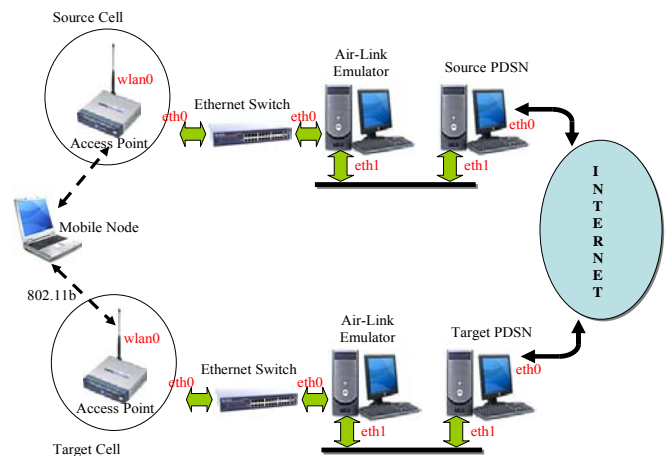 Source Cell
wlan0
Access Point
eth0
Ethernet Switch
eth0
Air-Link
Emulator
eth1
Source PDSN
eth0
eth1
I
N
T
E
R
N
E
T
Mobile Node
802.11b
wlan0
Access Point
Target Cell
eth0
Ethernet Switch
eth0
Air-Link
Emulator
eth1
Target PDSN
eth0
eth1